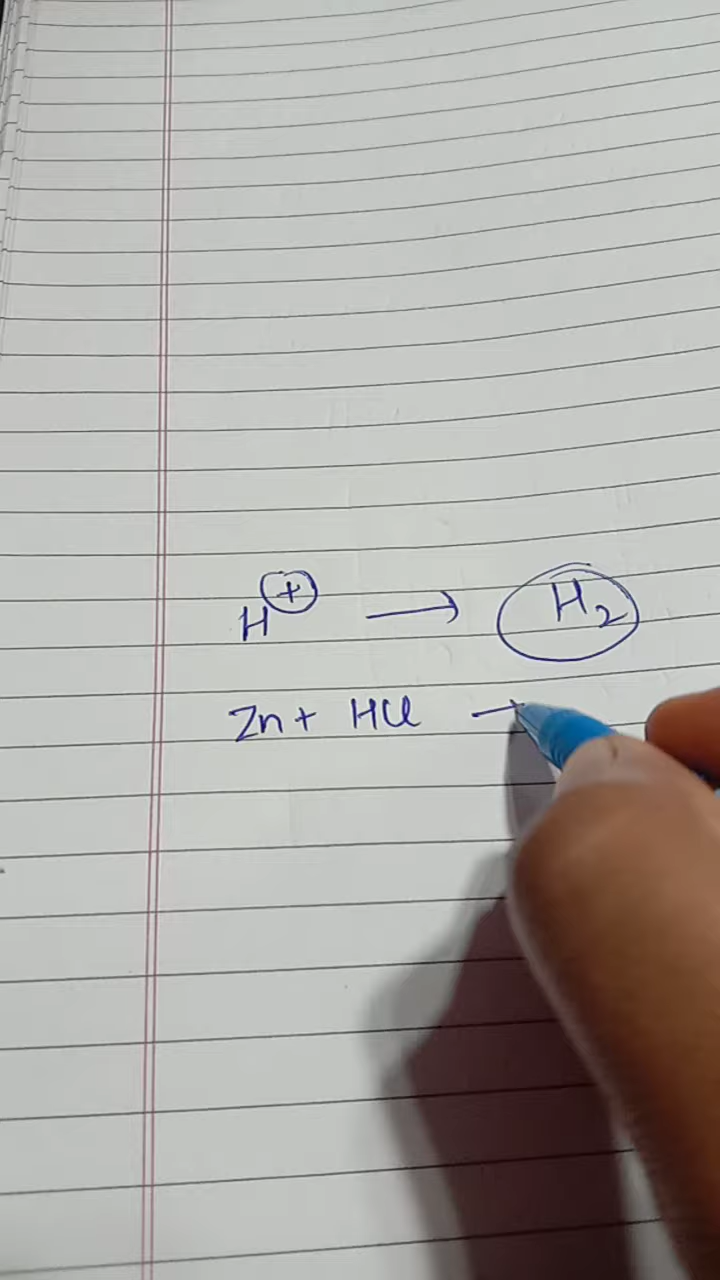 H⊕ → H₂
Zn + HCl →